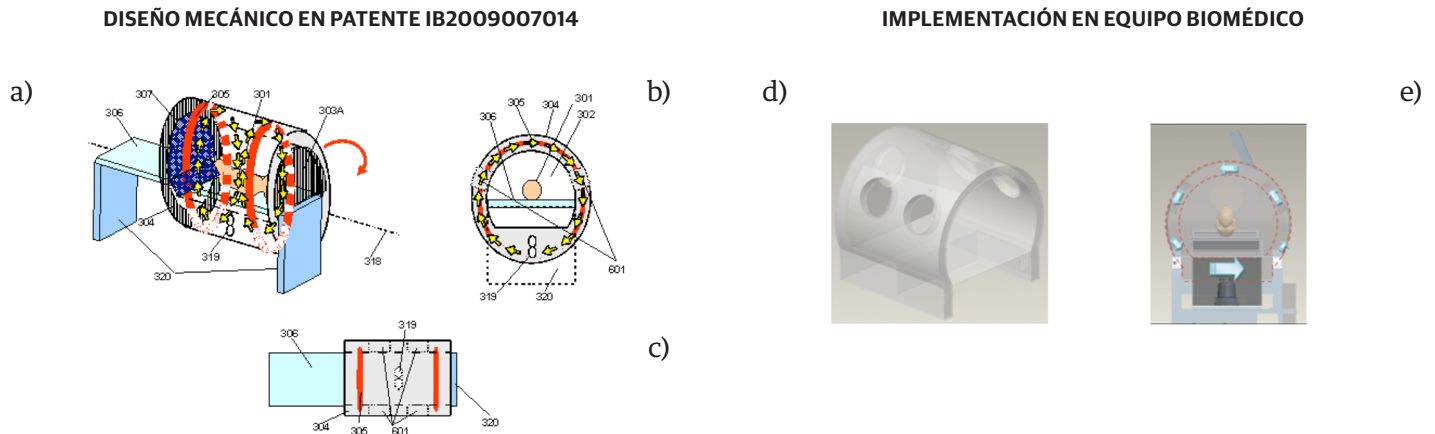 DISEÑO MECÁNICO EN PATENTE IB2009007014
IMPLEMENTACIÓN EN EQUIPO BIOMÉDICO
a)
307
305
301
306
303A
304
319
320
318
b)
305
304
301
302
306
601
319
320
c)
306
319
304
305
601
320
d)
e)